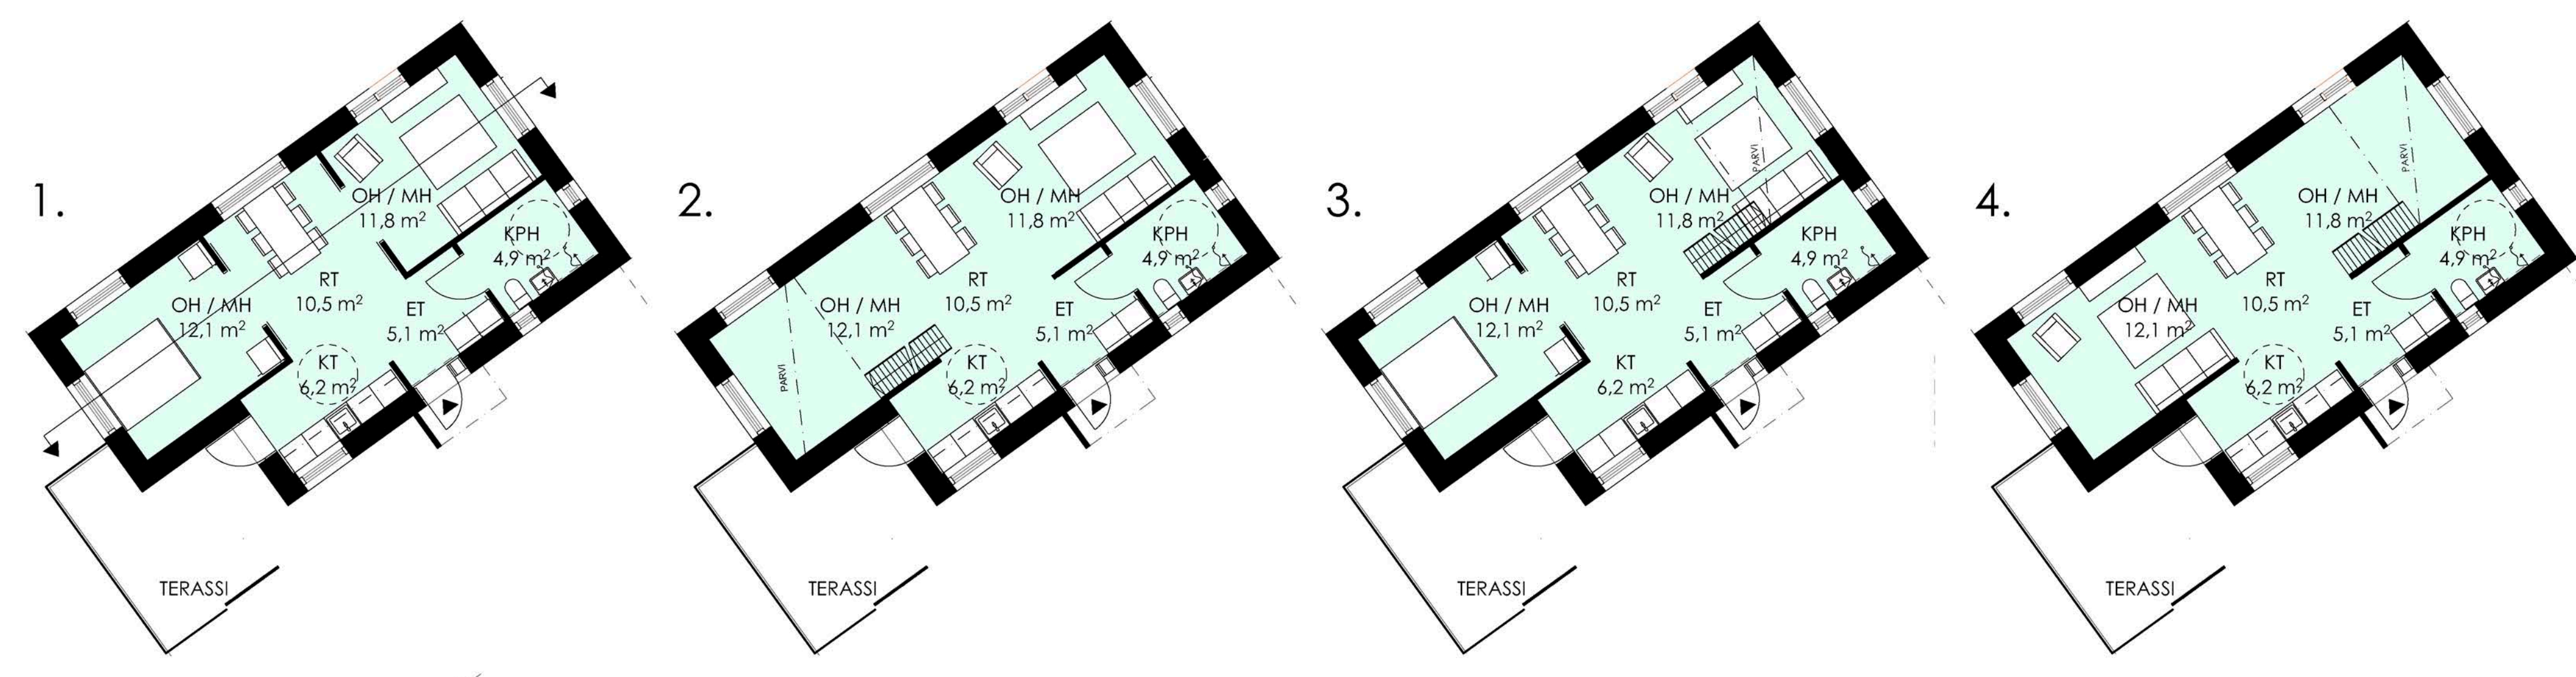 1.
OH / MH
11,8 m²
KPH
4,9 m²
RT
10,5 m²
OH / MH
12,1 m²
ET
5,1 m²
KT
6,2 m²
TERASSI
2.
OH / MH
11,8 m²
KPH
4,9 m²
RT
10,5 m²
OH / MH
12,1 m²
ET
5,1 m²
KT
6,2 m²
PARVI
TERASSI
3.
PARVI
OH / MH
11,8 m²
KPH
4,9 m²
RT
10,5 m²
OH / MH
12,1 m²
ET
5,1 m²
KT
6,2 m²
TERASSI
4.
PARVI
OH / MH
11,8 m²
KPH
4,9 m²
RT
10,5 m²
OH / MH
12,1 m²
ET
5,1 m²
KT
6,2 m²
TERASSI